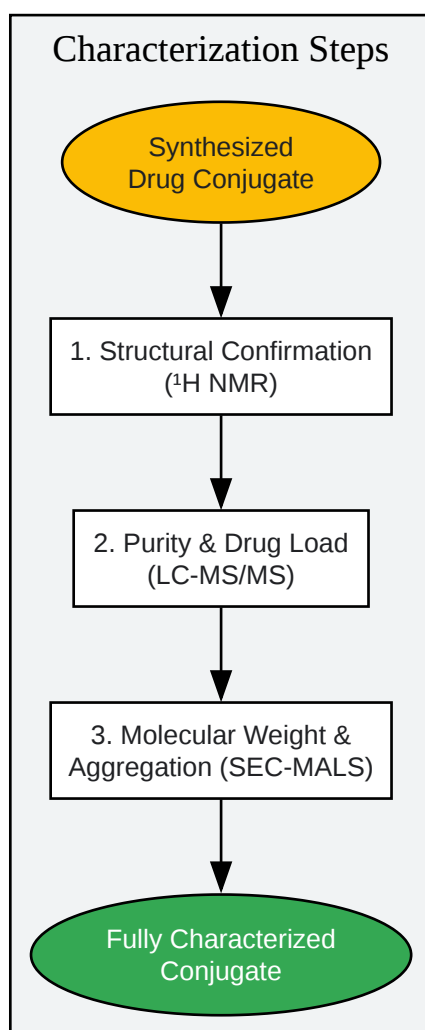 Characterization Steps
Synthesized
Drug Conjugate
1. Structural Confirmation
(¹H NMR)
2. Purity & Drug Load
(LC-MS/MS)
3. Molecular Weight &
Aggregation (SEC-MALS)
Fully Characterized
Conjugate